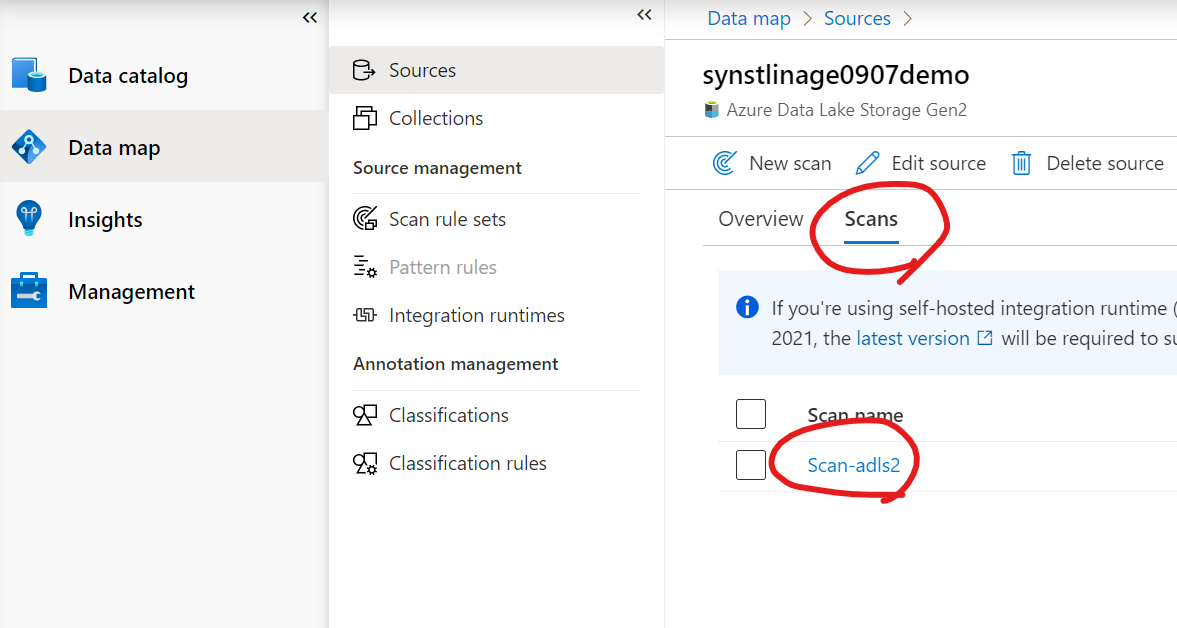 Data catalog
Data map
Insights
Management
Sources
Collections
Source management
Scan rule sets
Pattern rules
Integration runtimes
Annotation management
Classifications
Classification rules
Data map > Sources >
synstlinage0907demo
Azure Data Lake Storage Gen2
New scan Edit source Delete source
Overview Scans
If you're using self-hosted integration runtime (
2021, the latest version will be required to su
Scan name
Scan-adls2